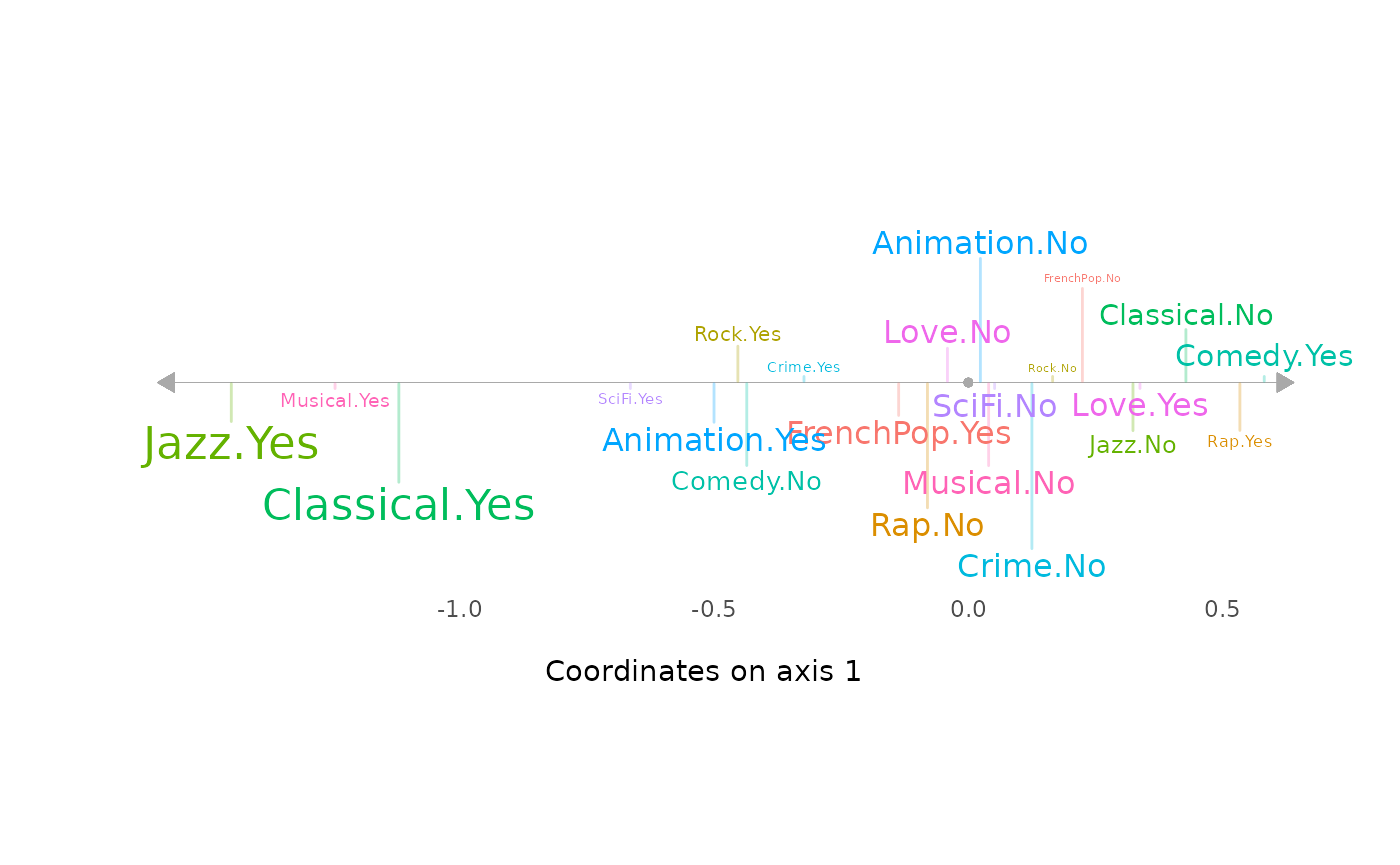 Animation.No
FrenchPop.No
Classical.No
Rock.Yes
Love.No
Comedy.Yes
Crime.Yes
Rock.No
Musical.Yes
SciFi.Yes
SciFi.No
Love.Yes
Jazz.Yes
Animation.Yes
FrenchPop.Yes
Jazz.No
Rap.Yes
Comedy.No
Musical.No
Classical.Yes
Rap.No
Crime.No
-1.0 -0.5 0.0 0.5
Coordinates on axis 1